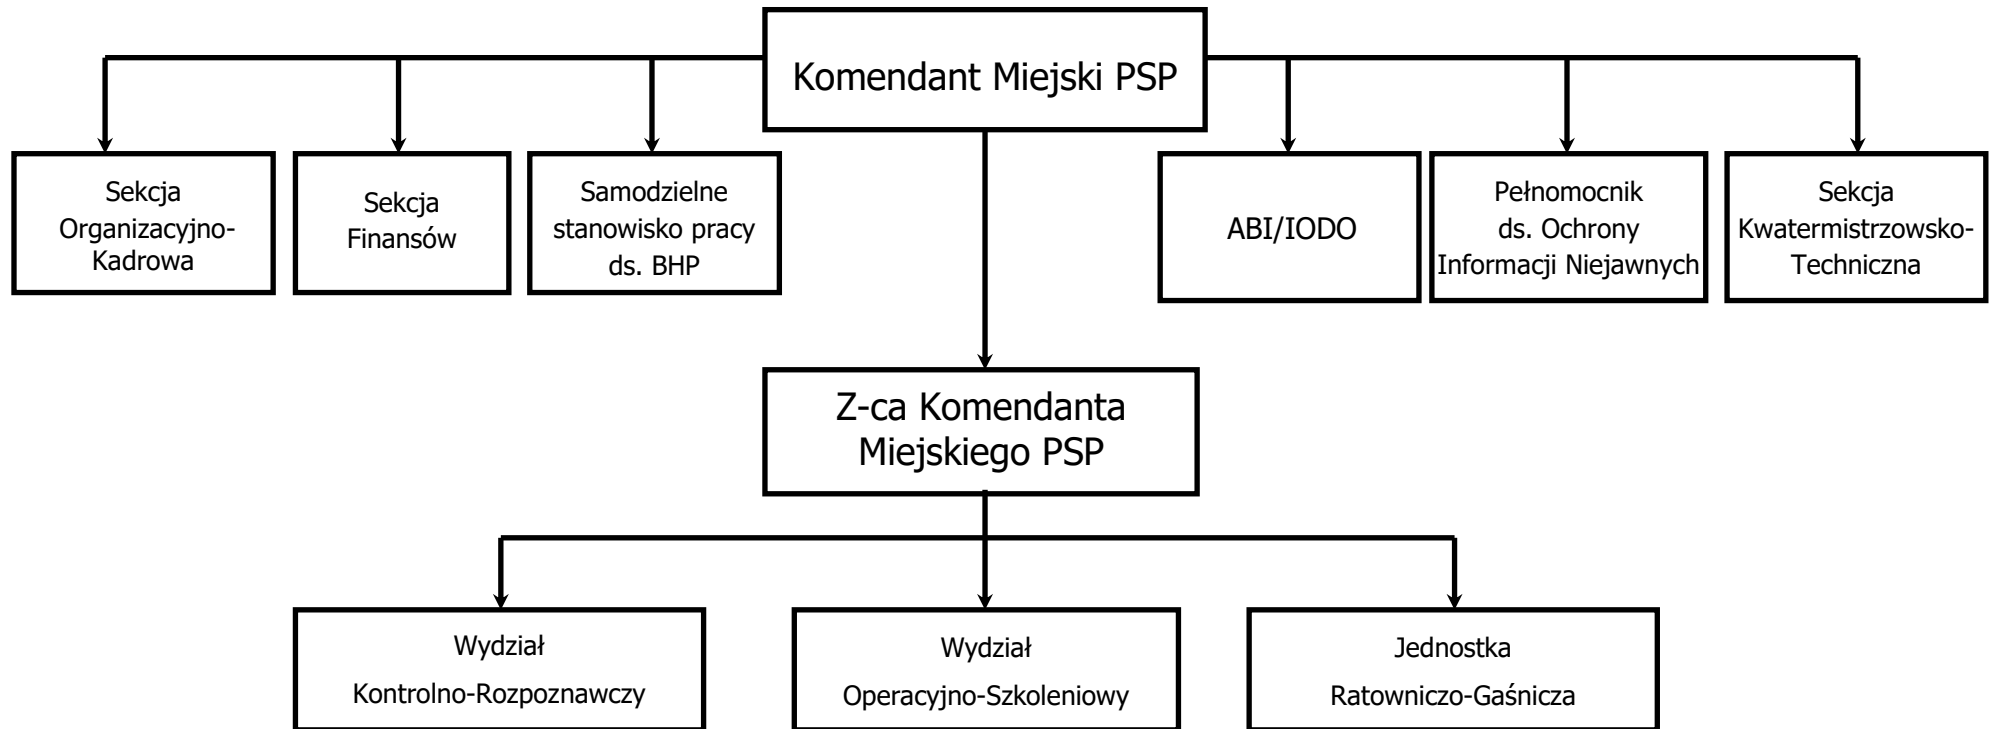 Komendant Miejski PSP
Sekcja
Organizacyjno-
Kadrowa
Sekcja
Finansów
Samodzielne
stanowisko pracy
ds. BHP
ABI/IODO
Pełnomocnik
ds. Ochrony
Informacji Niejawnych
Sekcja
Kwatermistrzowsko-
Techniczna
Z-ca Komendanta
Miejskiego PSP
Wydział
Kontrolno-Rozpoznawczy
Wydział
Operacyjno-Szkoleniowy
Jednostka
Ratowniczo-Gaśnicza